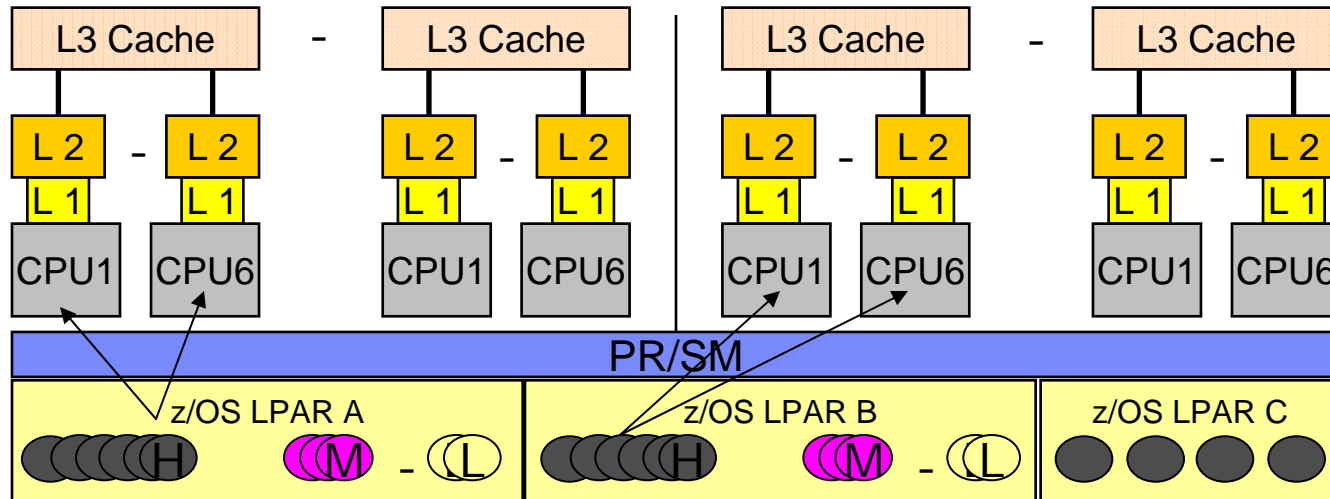 L3 Cache - L3 Cache L3 Cache - L3 Cache
L 2 - L 2 L 2 - L 2 L 2 - L 2 L 2 - L 2
L 1 L 1 L 1 L 1 L 1 L 1 L 1 L 1
CPU1 CPU6 CPU1 CPU6 CPU1 CPU6 CPU1 CPU6
PR/SM
z/OS LPAR A z/OS LPAR B z/OS LPAR C
H M - L H M - L